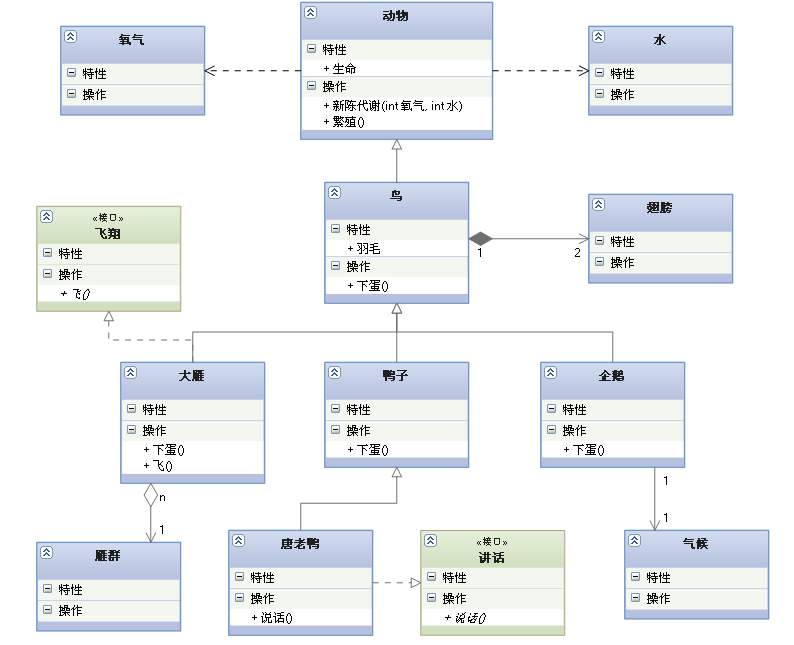 动物
特性
+ 生命
操作
+ 新陈代谢(int 氧气, int 水)
+ 繁殖()
氧气
特性
操作
水
特性
操作
鸟
特性
+ 羽毛
操作
+ 下蛋()
1
2
翅膀
特性
操作
«接口»
飞翔
特性
操作
+ 飞()
大雁
特性
操作
+ 下蛋()
+ 飞()
鸭子
特性
操作
+ 下蛋()
企鹅
特性
操作
+ 下蛋()
n
1
1
1
雁群
特性
操作
唐老鸭
特性
操作
+ 说话()
«接口»
讲话
特性
操作
+ 说话()
气候
特性
操作